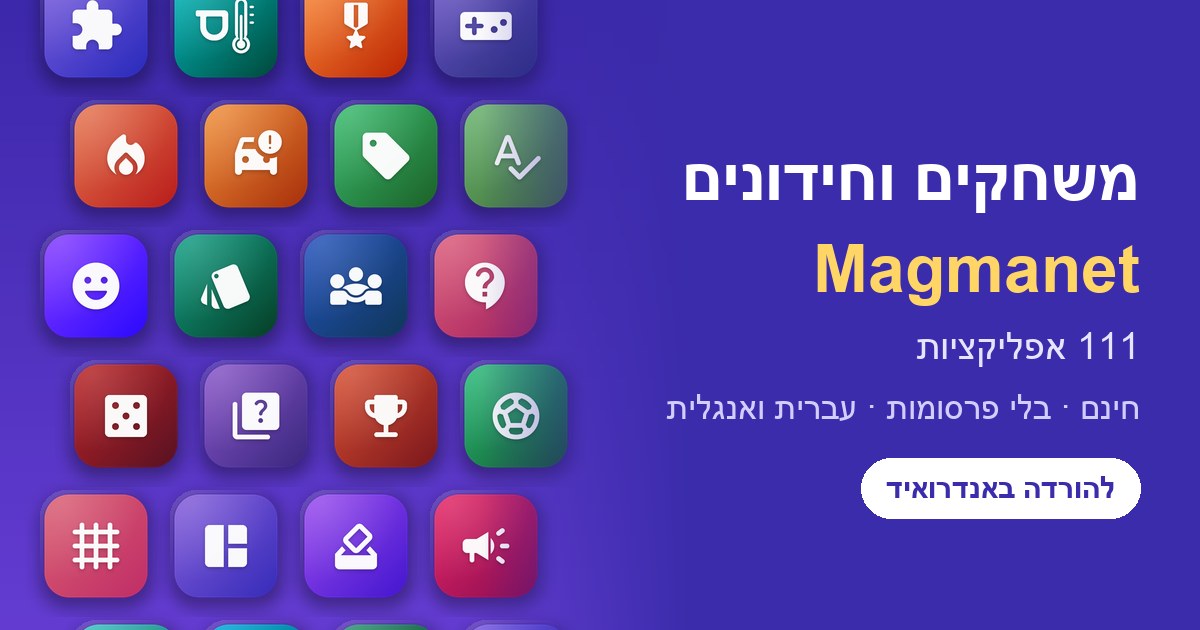 משחקים וחידונים
Magmanet
111 אפליקציות
חינם · בלי פרסומות · עברית ואנגלית
להורדה באנדרואיד